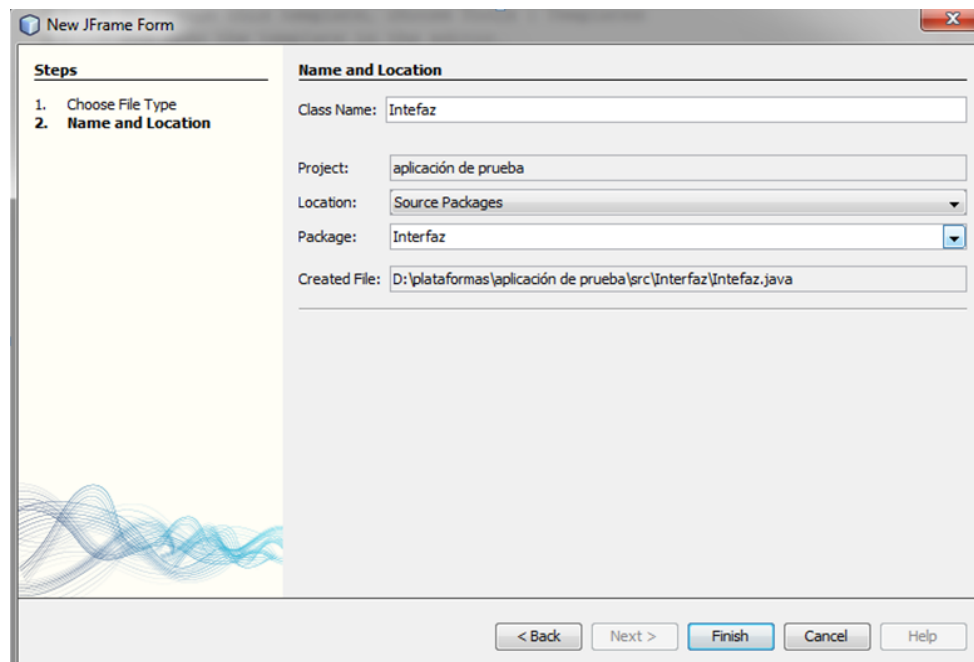 New JFrame Form
Steps
1. Choose File Type
2. Name and Location
Name and Location
Class Name: Intefaz
Project: aplicación de prueba
Location: Source Packages
Package: Interfaz
Created File: D:\plataformas\aplicación de prueba\src\Interfaz\Intefaz.java
< Back Next > Finish Cancel Help